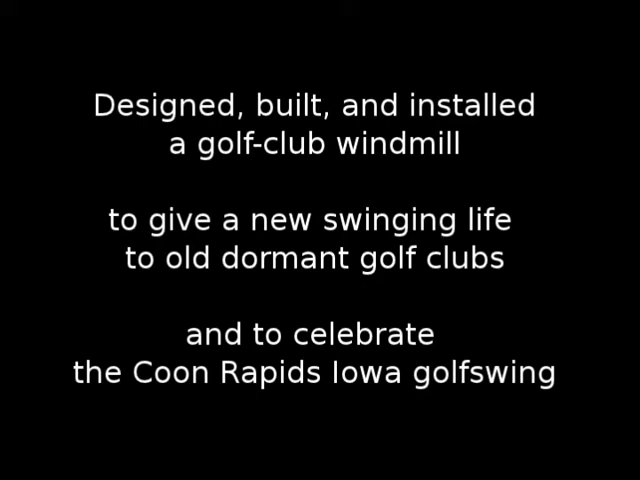 Designed, built, and installed
a golf-club windmill
to give a new swinging life
to old dormant golf clubs
and to celebrate
the Coon Rapids Iowa golfswing